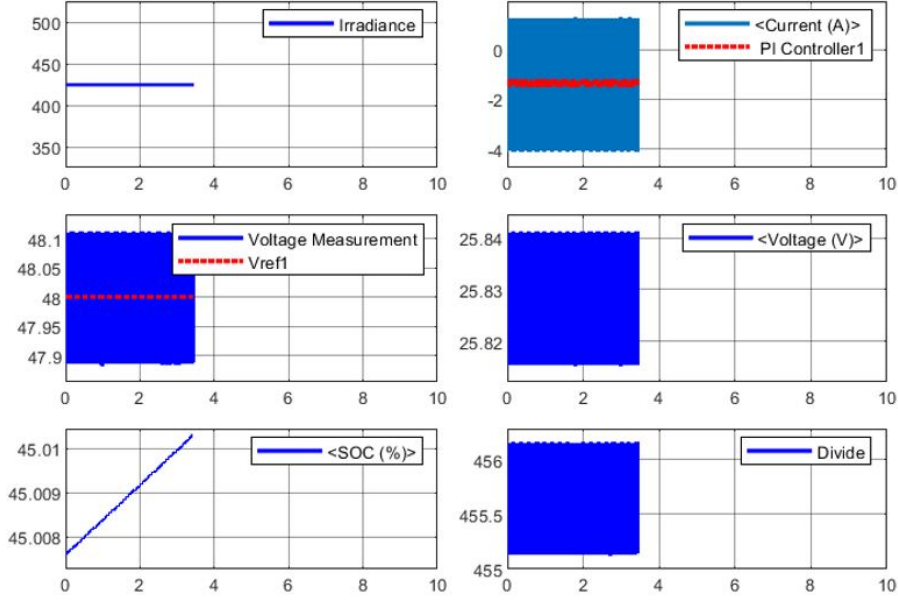 500
450
400
350
Irradiance
0 2 4 6 8 10
0
-2
-4
<Current (A)>
PI Controller1
0 2 4 6 8 10
48.1
48.05
48
47.95
47.9
Voltage Measurement
Vref1
0 2 4 6 8 10
25.84
25.83
25.82
<Voltage (V)>
0 2 4 6 8 10
45.01
45.009
45.008
<SOC (%)>
0 2 4 6 8 10
456
455.5
455
Divide
0 2 4 6 8 10